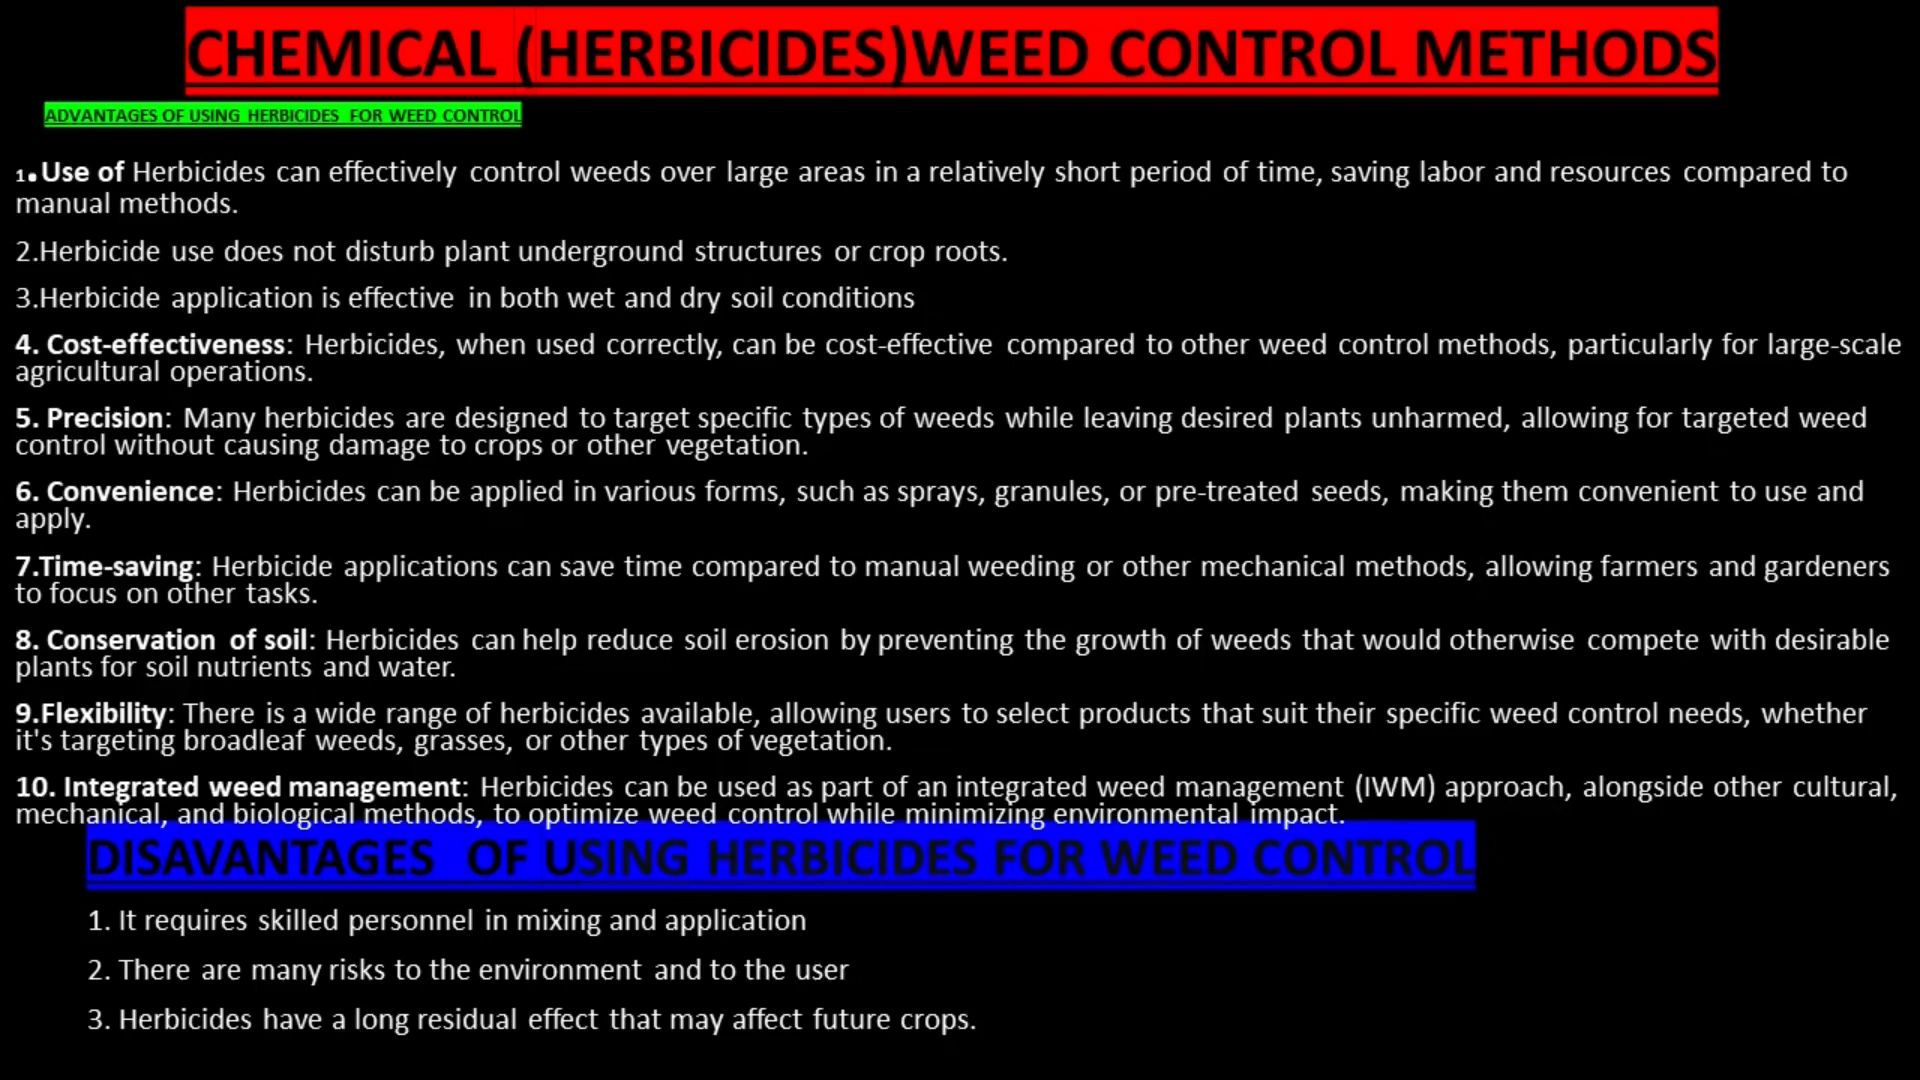 CHEMICAL (HERBICIDES)WEED CONTROL METHODS
ADVANTAGES OF USING HERBICIDES FOR WEED CONTROL
1.Use of Herbicides can effectively control weeds over large areas in a relatively short period of time, saving labor and resources compared to
manual methods.
2.Herbicide use does not disturb plant underground structures or crop roots.
3.Herbicide application is effective in both wet and dry soil conditions
4. Cost-effectiveness: Herbicides, when used correctly, can be cost-effective compared to other weed control methods, particularly for large-scale
agricultural operations.
5. Precision: Many herbicides are designed to target specific types of weeds while leaving desired plants unharmed, allowing for targeted weed
control without causing damage to crops or other vegetation.
6. Convenience: Herbicides can be applied in various forms, such as sprays, granules, or pre-treated seeds, making them convenient to use and
apply.
7.Time-saving: Herbicide applications can save time compared to manual weeding or other mechanical methods, allowing farmers and gardeners
to focus on other tasks.
8. Conservation of soil: Herbicides can help reduce soil erosion by preventing the growth of weeds that would otherwise compete with desirable
plants for soil nutrients and water.
9.Flexibility: There is a wide range of herbicides available, allowing users to select products that suit their specific weed control needs, whether
it's targeting broadleaf weeds, grasses, or other types of vegetation.
10. Integrated weed management: Herbicides can be used as part of an integrated weed management (IWM) approach, alongside other cultural,
mechanical, and biological methods, to optimize weed control while minimizing environmental impact.
DISAVANTAGES OF USING HERBICIDES FOR WEED CONTROL
1. It requires skilled personnel in mixing and application
2. There are many risks to the environment and to the user
3. Herbicides have a long residual effect that may affect future crops.